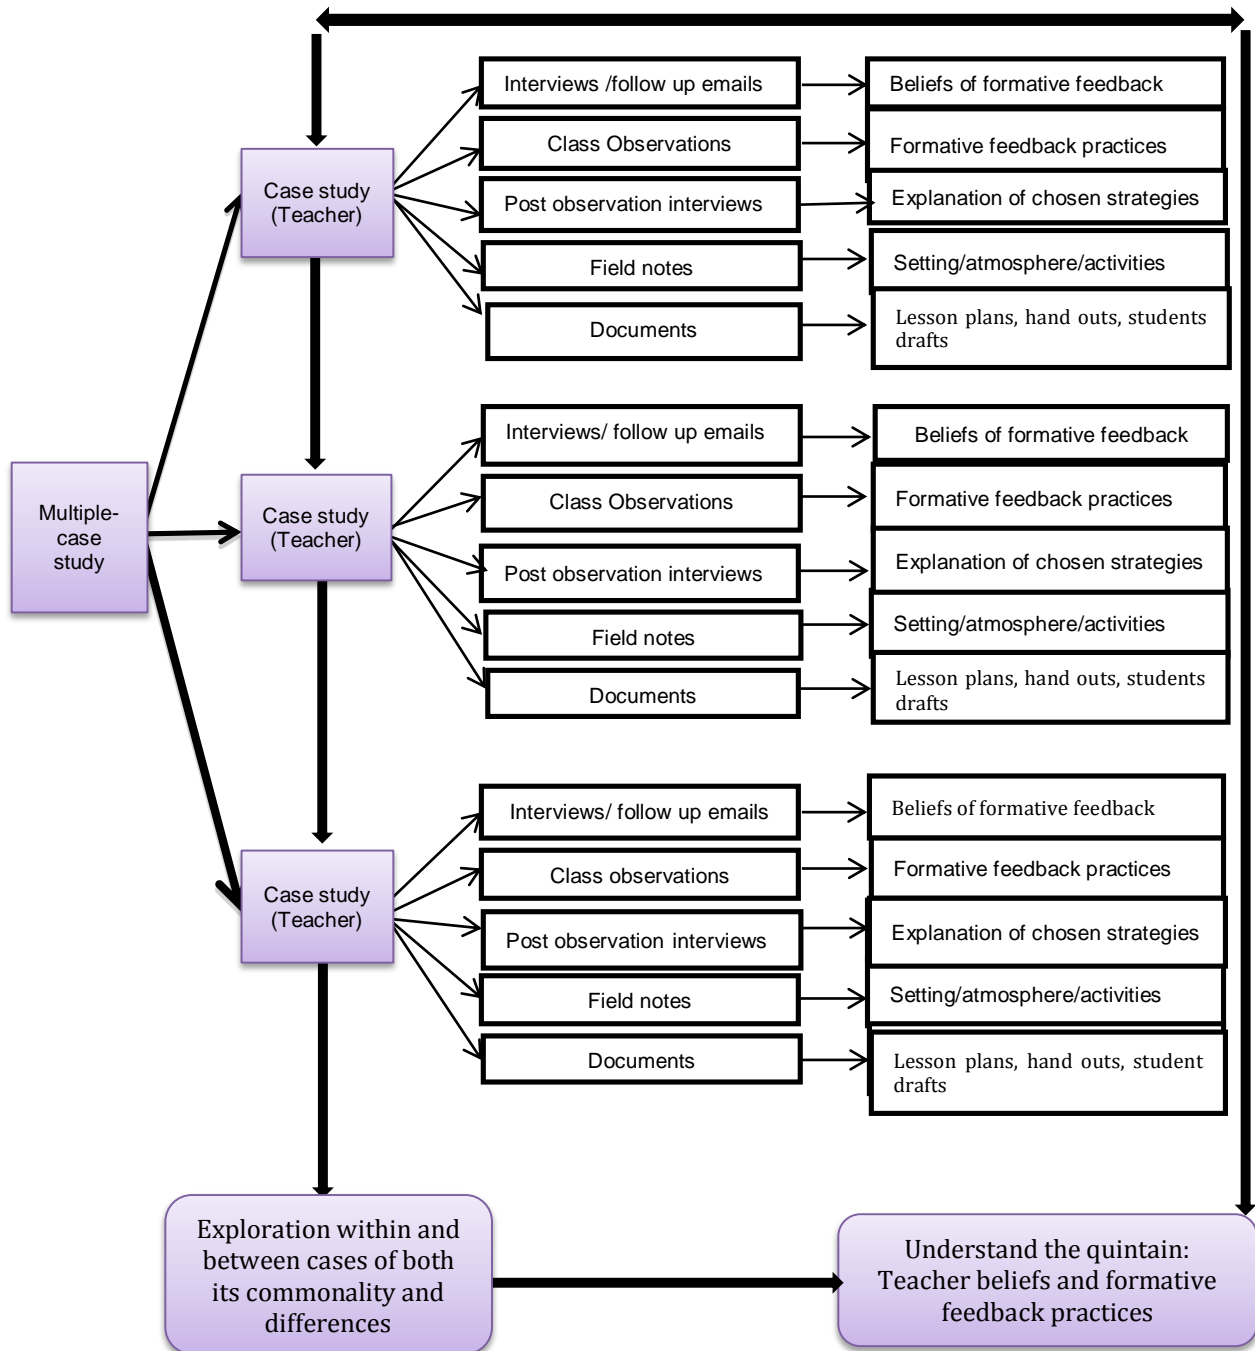 Interviews /follow up emails
Beliefs of formative feedback
Class Observations
Formative feedback practices
Case study
(Teacher)
Post observation interviews
Explanation of chosen strategies
Field notes
Setting/atmosphere/activities
Documents
Lesson plans, hand outs, students
drafts
Interviews/ follow up emails
Beliefs of formative feedback
Multiple-
case
study
Case study
(Teacher)
Class Observations
Formative feedback practices
Post observation interviews
Explanation of chosen strategies
Field notes
Setting/atmosphere/activities
Documents
Lesson plans, hand outs, students
drafts
Interviews/ follow up emails
Beliefs of formative feedback
Class observations
Formative feedback practices
Case study
(Teacher)
Post observation interviews
Explanation of chosen strategies
Field notes
Setting/atmosphere/activities
Documents
Lesson plans, hand outs, student
drafts
Exploration within and
between cases of both
its commonality and
differences
Understand the quintain:
Teacher beliefs and formative
feedback practices